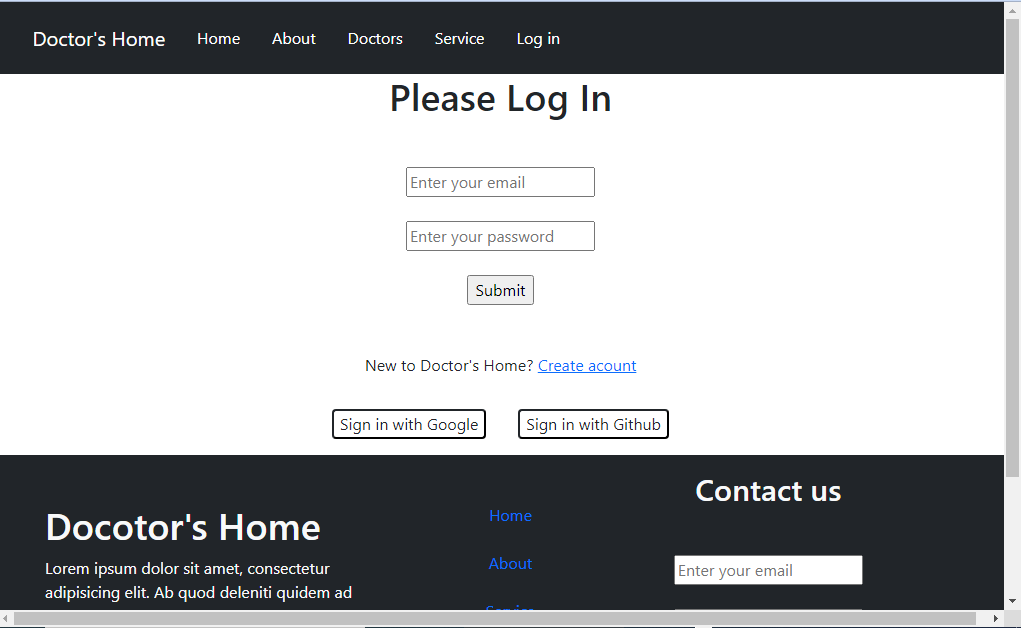 Doctor's Home Home About Doctors Service Log in
Please Log In
Enter your email
Enter your password
Submit
New to Doctor's Home? Create acount
Sign in with Google Sign in with Github
Docotor's Home
Lorem ipsum dolor sit amet, consectetur
adipisicing elit. Ab quod deleniti quidem ad
Home
About
Service
Contact us
Enter your email